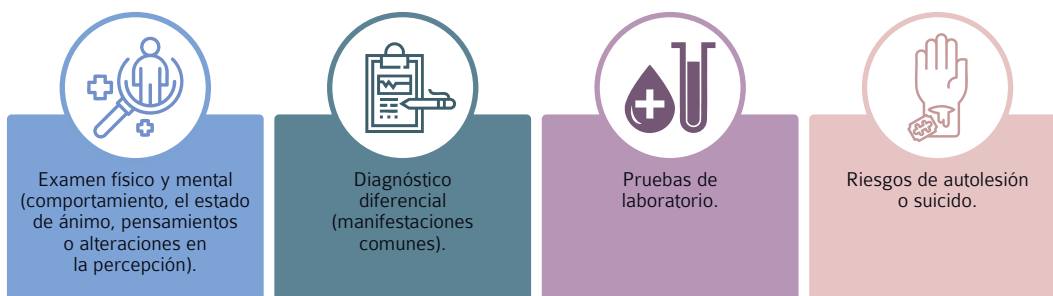 Examen físico y mental
(comportamiento, el estado
de ánimo, pensamientos
o alteraciones en
la percepción).
Diagnóstico
diferencial
(manifestaciones
comunes).
Pruebas de
laboratorio.
Riesgos de autolesión
o suicido.